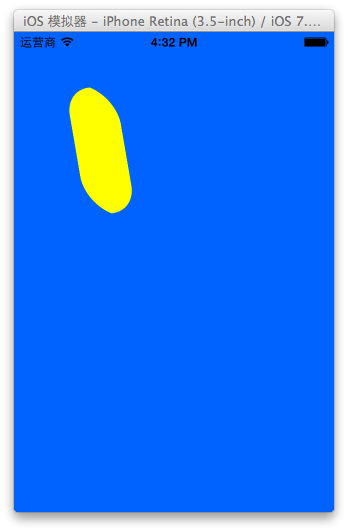 iOS 模拟器 – iPhone Retina (3.5-inch) / iOS 7....
运营商 4:32 PM